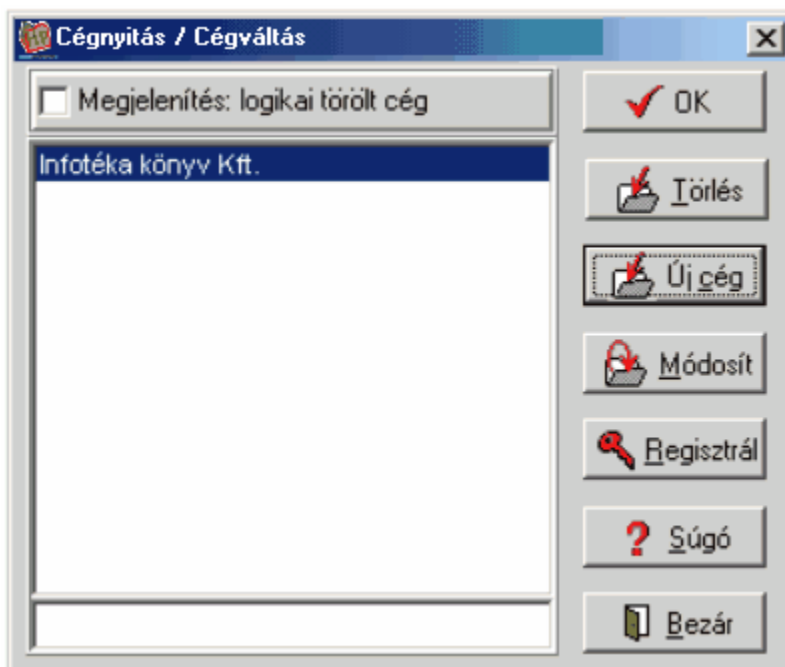 Cégnyitás / Cégváltás
Megjelenítés: logikai törölt cég
Infotéka könyv Kft.
OK
Törlés
Új cég
Módosít
Regisztrál
Súgó
Bezár